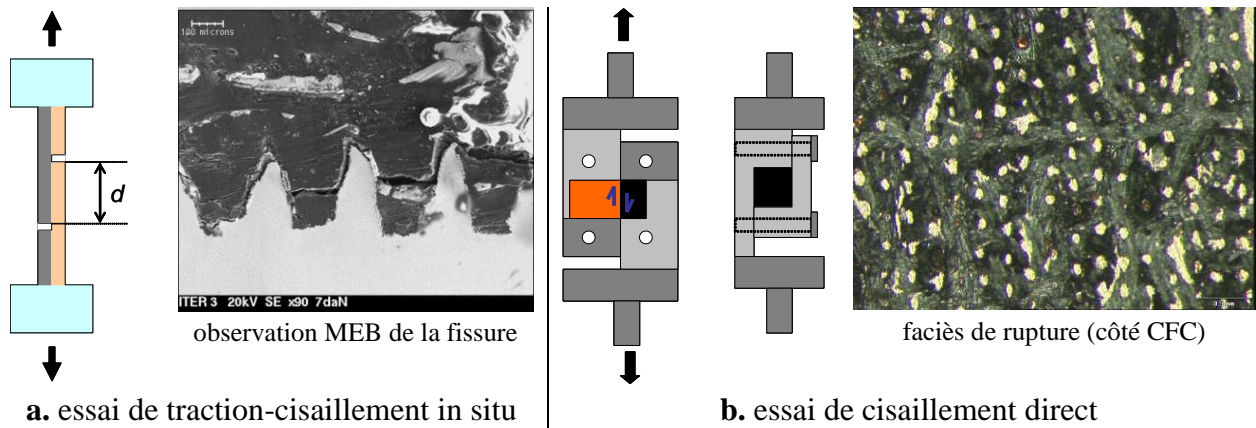 100 microns
d
ITER 3 20kV SE x90 7daN
observation MEB de la fissure
a. essai de traction-cisaillement in situ
faciès de rupture (côté CFC)
b. essai de cisaillement direct